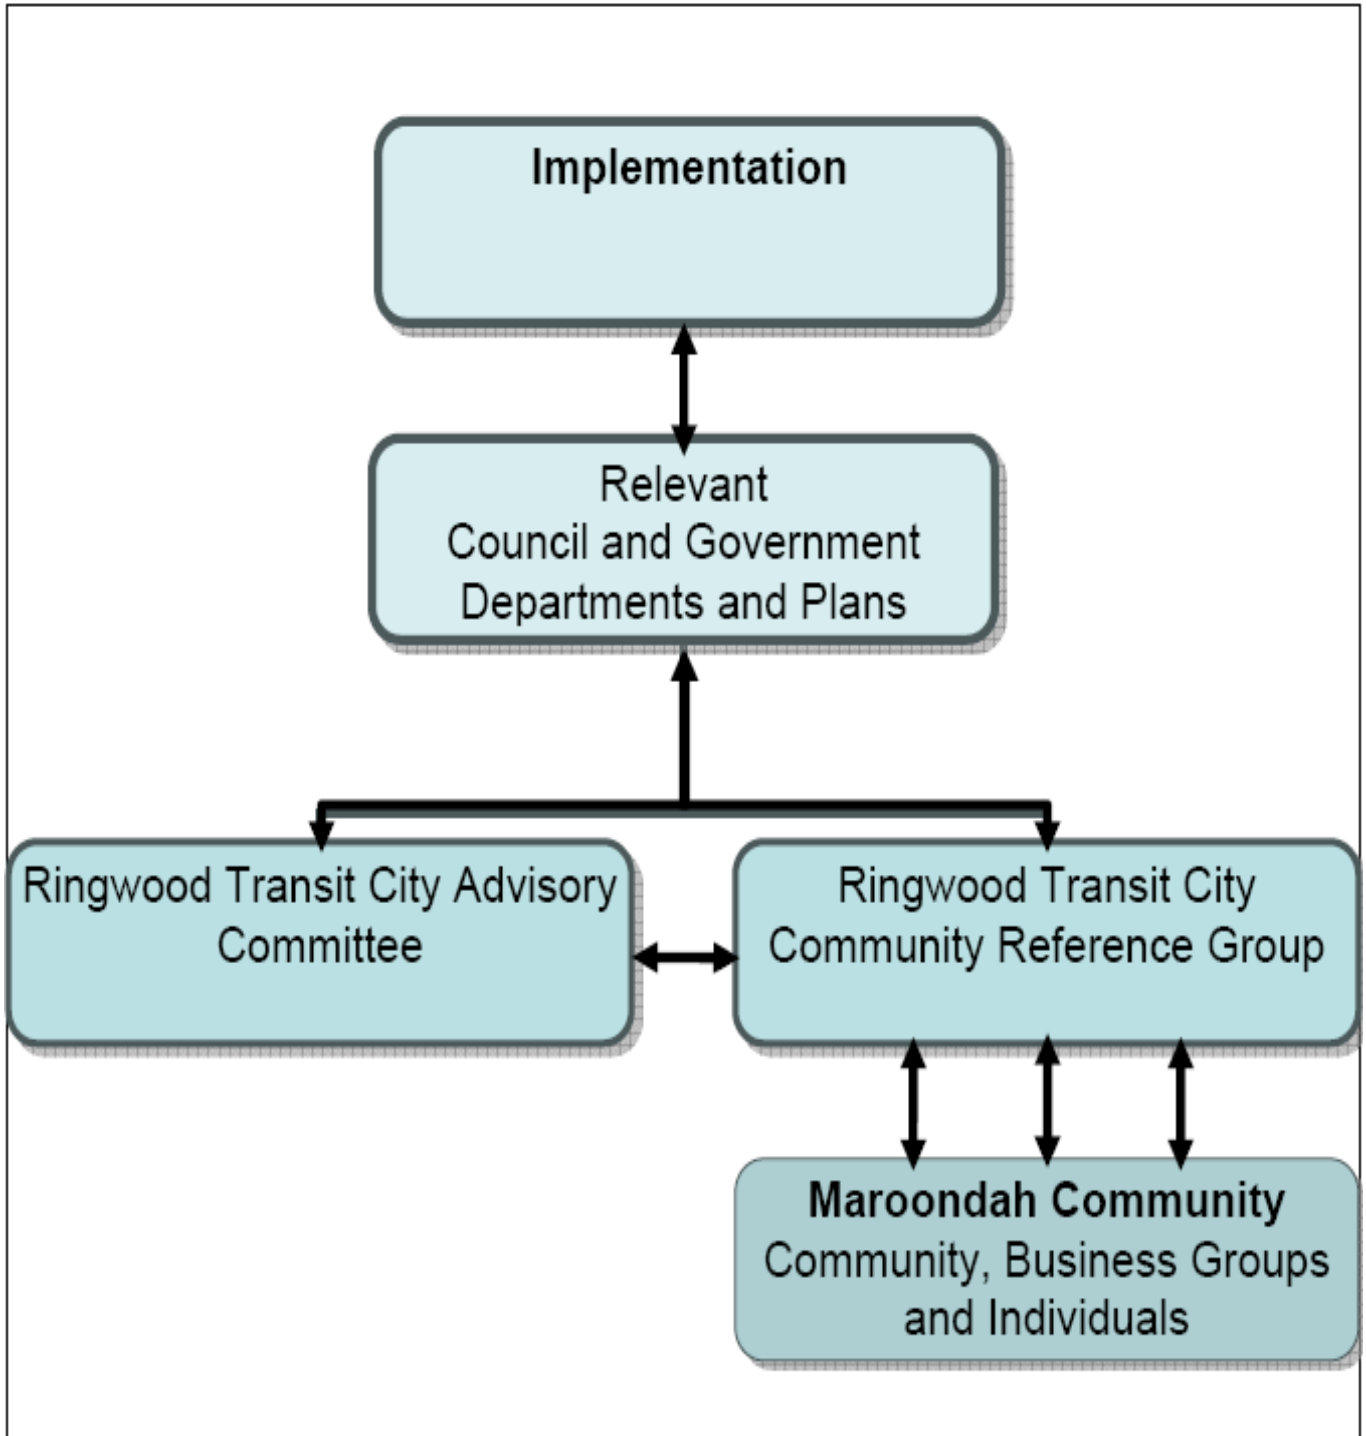 Implementation
Relevant
Council and Government
Departments and Plans
Ringwood Transit City Advisory
Committee
Ringwood Transit City
Community Reference Group
Maroondah Community
Community, Business Groups
and Individuals